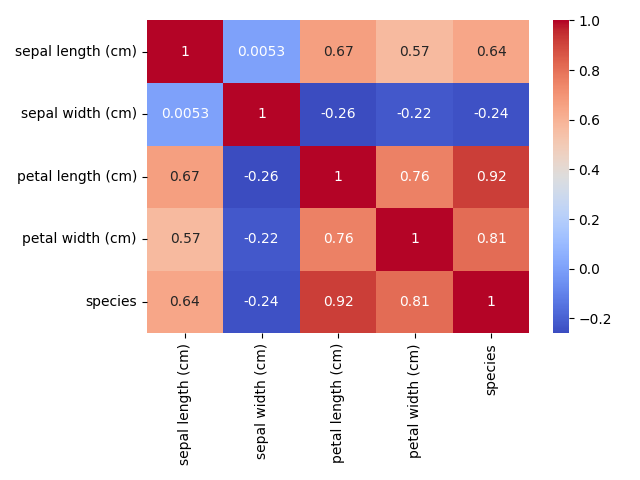 sepal length (cm) 1 0.0053 0.67 0.57 0.64
sepal width (cm) 0.0053 1 -0.26 -0.22 -0.24
petal length (cm) 0.67 -0.26 1 0.76 0.92
petal width (cm) 0.57 -0.22 0.76 1 0.81
species 0.64 -0.24 0.92 0.81 1
sepal length (cm)
sepal width (cm)
petal length (cm)
petal width (cm)
species
1.0
0.8
0.6
0.4
0.2
0.0
−0.2